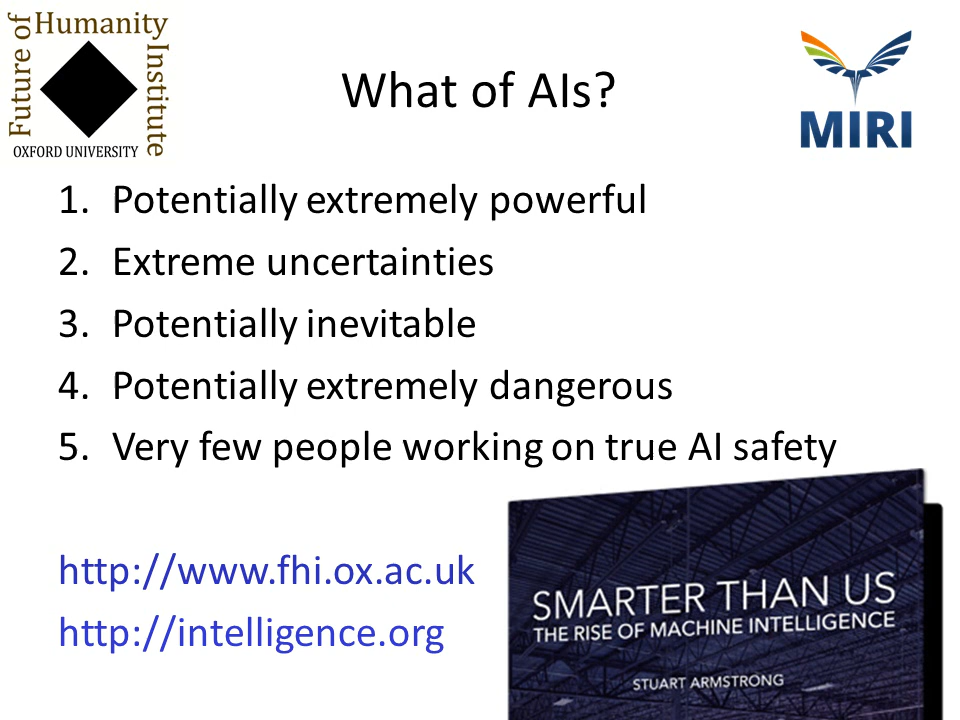 Future of
Humanity
Institute
OXFORD UNIVERSITY
What of AIs?
MIRI
1. Potentially extremely powerful
2. Extreme uncertainties
3. Potentially inevitable
4. Potentially extremely dangerous
5. Very few people working on true AI safety
http://www.fhi.ox.ac.uk
http://intelligence.org
SMARTER THAN US
THE RISE OF MACHINE INTELLIGENCE
STUART ARMSTRONG